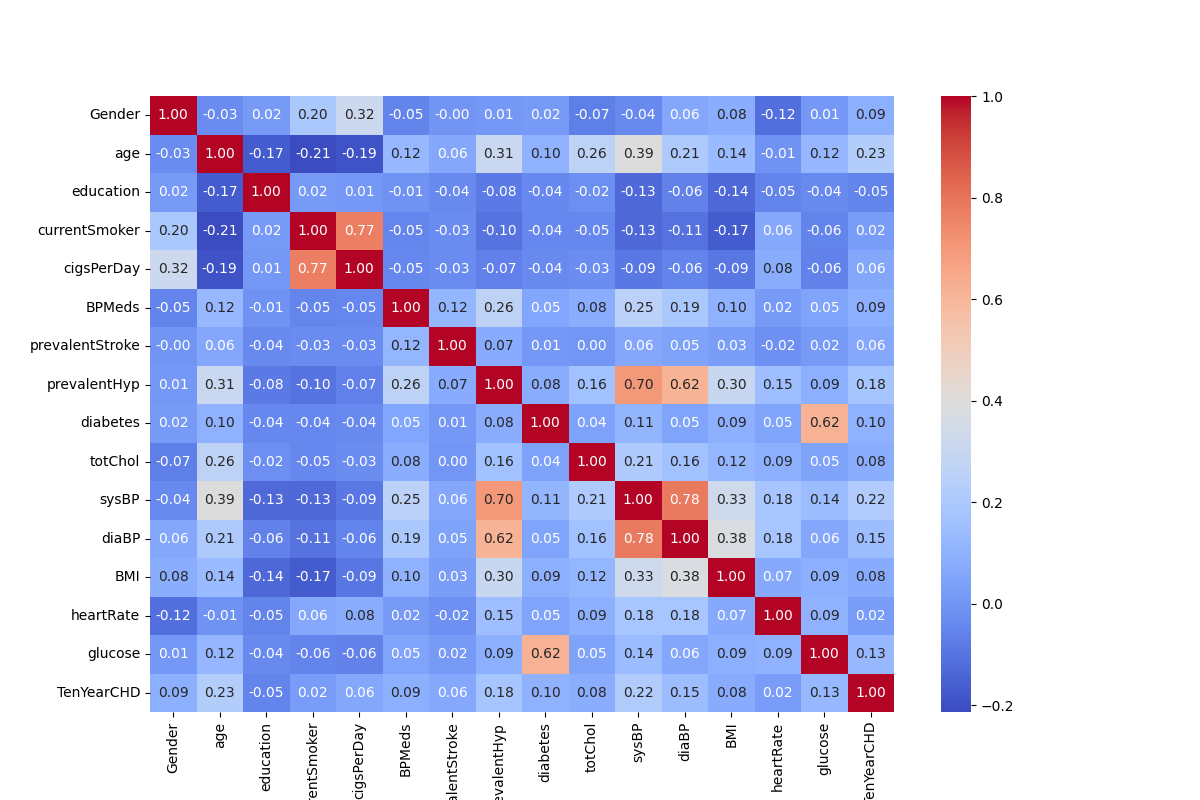 Gender 1.00 -0.03 0.02 0.20 0.32 -0.05 -0.00 0.01 0.02 -0.07 -0.04 0.06 0.08 -0.12 0.01 0.09 1.0
age -0.03 1.00 -0.17 -0.21 -0.19 0.12 0.06 0.31 0.10 0.26 0.39 0.21 0.14 -0.01 0.12 0.23
education 0.02 -0.17 1.00 0.02 0.01 -0.01 -0.04 -0.08 -0.04 -0.02 -0.13 -0.06 -0.14 -0.05 -0.04 -0.05 0.8
currentSmoker 0.20 -0.21 0.02 1.00 0.77 -0.05 -0.03 -0.10 -0.04 -0.05 -0.13 -0.11 -0.17 0.06 -0.06 0.02
cigsPerDay 0.32 -0.19 0.01 0.77 1.00 -0.05 -0.03 -0.07 -0.04 -0.03 -0.09 -0.06 -0.09 0.08 -0.06 0.06
BPMeds -0.05 0.12 -0.01 -0.05 -0.05 1.00 0.12 0.26 0.05 0.08 0.25 0.19 0.10 0.02 0.05 0.09 0.6
prevalentStroke -0.00 0.06 -0.04 -0.03 -0.03 0.12 1.00 0.07 0.01 0.00 0.06 0.05 0.03 -0.02 0.02 0.06
prevalentHyp 0.01 0.31 -0.08 -0.10 -0.07 0.26 0.07 1.00 0.08 0.16 0.70 0.62 0.30 0.15 0.09 0.18 0.4
diabetes 0.02 0.10 -0.04 -0.04 -0.04 0.05 0.01 0.08 1.00 0.04 0.11 0.05 0.09 0.05 0.62 0.10
totChol -0.07 0.26 -0.02 -0.05 -0.03 0.08 0.00 0.16 0.04 1.00 0.21 0.16 0.12 0.09 0.05 0.08
sysBP -0.04 0.39 -0.13 -0.13 -0.09 0.25 0.06 0.70 0.11 0.21 1.00 0.78 0.33 0.18 0.14 0.22 0.2
diaBP 0.06 0.21 -0.06 -0.11 -0.06 0.19 0.05 0.62 0.05 0.16 0.78 1.00 0.38 0.18 0.06 0.15
BMI 0.08 0.14 -0.14 -0.17 -0.09 0.10 0.03 0.30 0.09 0.12 0.33 0.38 1.00 0.07 0.09 0.08
heartRate -0.12 -0.01 -0.05 0.06 0.08 0.02 -0.02 0.15 0.05 0.09 0.18 0.18 0.07 1.00 0.09 0.02 0.0
glucose 0.01 0.12 -0.04 -0.06 -0.06 0.05 0.02 0.09 0.62 0.05 0.14 0.06 0.09 0.09 1.00 0.13
TenYearCHD 0.09 0.23 -0.05 0.02 0.06 0.09 0.06 0.18 0.10 0.08 0.22 0.15 0.08 0.02 0.13 1.00 −0.2
Gender
age
education
rentSmoker
cigsPerDay
BPMeds
alentStroke
evalentHyp
diabetes
totChol
sysBP
diaBP
BMI
heartRate
glucose
TenYearCHD